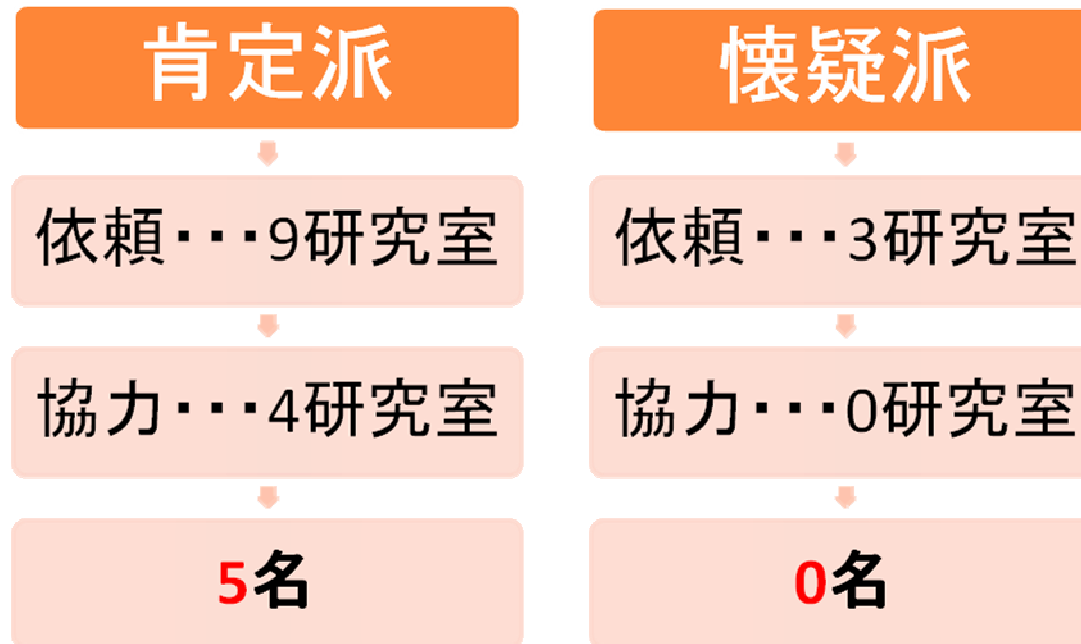 肯定派
依頼・・・9研究室
協力・・・4研究室
5名
懐疑派
依頼・・・3研究室
協力・・・0研究室
0名